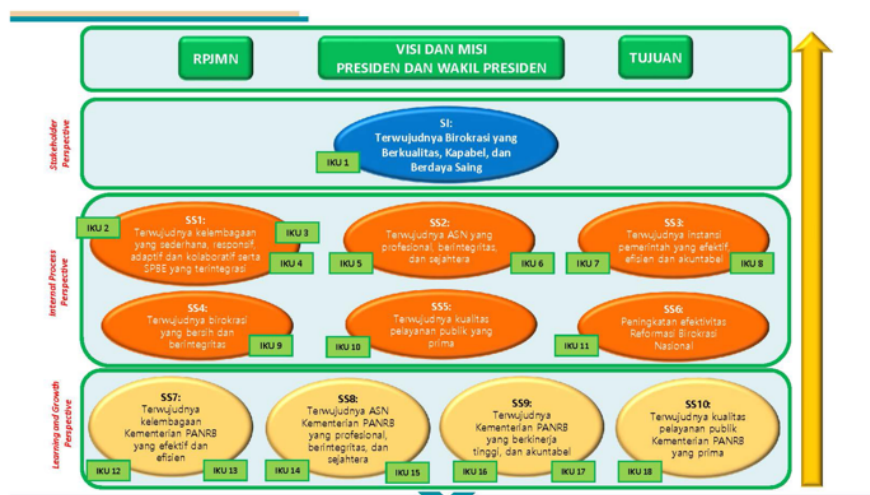 RPJMN
VISI DAN MISI
PRESIDEN DAN WAKIL PRESIDEN
TUJUAN
Stakeholder
Perspective
SI:
Terwujudnya Birokrasi yang
Berkualitas, Kapabel, dan
Berdaya Saing
IKU 1
Internal Process
Perspective
IKU 2
SS1:
Terwujudnya kelembagaan
yang sederhana, responsif,
adaptif dan kolaboratif serta
SPBE yang terintegrasi
IKU 3
IKU 4
SS2:
Terwujudnya ASN yang
profesional, berintegritas,
dan sejahtera
IKU 5
IKU 6
SS3:
Terwujudnya instansi
pemerintah yang efektif,
efisien dan akuntabel
IKU 7
IKU 8
SS4:
Terwujudnya birokrasi
yang bersih dan
berintegritas
IKU 9
SS5:
Terwujudnya kualitas
pelayanan publik yang
prima
IKU 10
SS6:
Peningkatan efektivitas
Reformasi Birokrasi
Nasional
IKU 11
Learning and Growth
Perspective
SS7:
Terwujudnya
kelembagaan
Kementerian PANRB
yang efektif dan
efisien
IKU 12
IKU 13
SS8:
Terwujudnya ASN
Kementerian PANRB
yang profesional,
berintegritas, dan
sejahtera
IKU 14
IKU 15
SS9:
Terwujudnya
Kementerian PANRB
yang berkinerja
tinggi, dan akuntabel
IKU 16
IKU 17
SS10:
Terwujudnya kualitas
pelayanan publik
Kementerian PANRB
yang prima
IKU 18